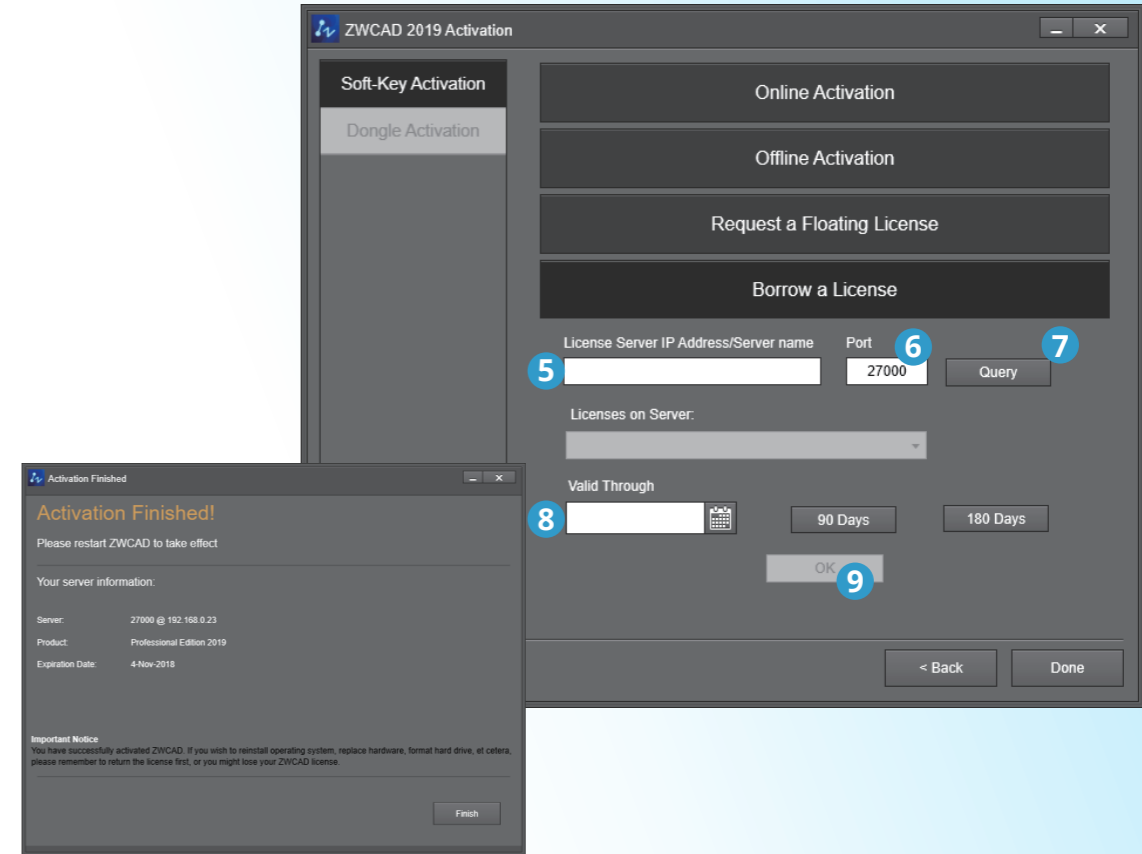 ZWCAD 2019 Activation
Soft-Key Activation
Dongle Activation
Online Activation
Offline Activation
Request a Floating License
Borrow a License
License Server IP Address/Server name
Port
5
6
27000
7
Query
Licenses on Server:
Valid Through
8
90 Days
180 Days
OK
9
< Back
Done
Activation Finished
Activation Finished!
Please restart ZWCAD to take effect
Your server information:
Server: 27000 @ 192.168.0.23
Product: Professional Edition 2019
Expiration Date: 4-Nov-2018
Important Notice
You have successfully activated ZWCAD. If you wish to reinstall operating system, replace hardware, format hard drive, et cetera,
please remember to return the license first, or you might lose your ZWCAD license.
Finish